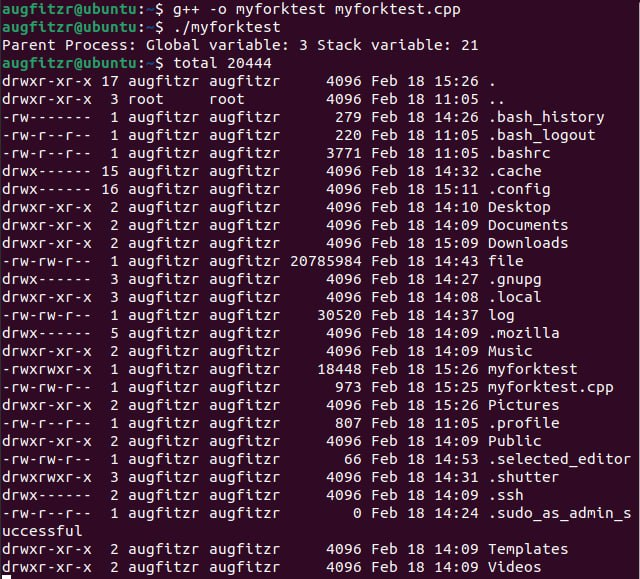 augfitzr@ubuntu:~$ g++ -o myforktest myforktest.cpp
augfitzr@ubuntu:~$ ./myforktest
Parent Process: Global variable: 3 Stack variable: 21
augfitzr@ubuntu:~$ total 20444
drwxr-xr-x 17 augfitzr augfitzr     4096 Feb 18 15:26 .
drwxr-xr-x  3 root     root         4096 Feb 18 11:05 ..
-rw-------  1 augfitzr augfitzr      279 Feb 18 14:26 .bash_history
-rw-r--r--  1 augfitzr augfitzr      220 Feb 18 11:05 .bash_logout
-rw-r--r--  1 augfitzr augfitzr     3771 Feb 18 11:05 .bashrc
drwx------ 15 augfitzr augfitzr     4096 Feb 18 14:32 .cache
drwx------ 16 augfitzr augfitzr     4096 Feb 18 15:11 .config
drwxr-xr-x  2 augfitzr augfitzr     4096 Feb 18 14:10 Desktop
drwxr-xr-x  2 augfitzr augfitzr     4096 Feb 18 14:09 Documents
drwxr-xr-x  2 augfitzr augfitzr     4096 Feb 18 15:09 Downloads
-rw-rw-r--  1 augfitzr augfitzr 20785984 Feb 18 14:43 file
drwx------  3 augfitzr augfitzr     4096 Feb 18 14:27 .gnupg
drwxr-xr-x  3 augfitzr augfitzr     4096 Feb 18 14:08 .local
-rw-rw-r--  1 augfitzr augfitzr    30520 Feb 18 14:37 log
drwx------  5 augfitzr augfitzr     4096 Feb 18 14:09 .mozilla
drwxr-xr-x  2 augfitzr augfitzr     4096 Feb 18 14:09 Music
-rwxrwxr-x  1 augfitzr augfitzr    18448 Feb 18 15:26 myforktest
-rw-rw-r--  1 augfitzr augfitzr      973 Feb 18 15:25 myforktest.cpp
drwxr-xr-x  2 augfitzr augfitzr     4096 Feb 18 15:26 Pictures
-rw-r--r--  1 augfitzr augfitzr      807 Feb 18 11:05 .profile
drwxr-xr-x  2 augfitzr augfitzr     4096 Feb 18 14:09 Public
-rw-rw-r--  1 augfitzr augfitzr       66 Feb 18 14:53 .selected_editor
drwxrwxr-x  3 augfitzr augfitzr     4096 Feb 18 14:31 .shutter
drwx------  2 augfitzr augfitzr     4096 Feb 18 14:09 .ssh
-rw-r--r--  1 augfitzr augfitzr        0 Feb 18 14:24 .sudo_as_admin_s
uccessful
drwxr-xr-x  2 augfitzr augfitzr     4096 Feb 18 14:09 Templates
drwxr-xr-x  2 augfitzr augfitzr     4096 Feb 18 14:09 Videos